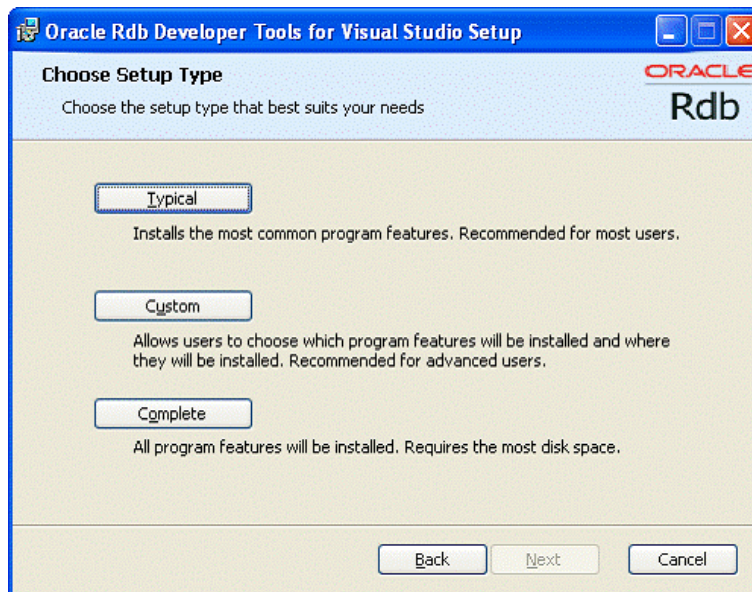 Oracle Rdb Developer Tools for Visual Studio Setup
Choose Setup Type
Choose the setup type that best suits your needs
ORACLE
Rdb
Typical
Installs the most common program features. Recommended for most users.
Custom
Allows users to choose which program features will be installed and where
they will be installed. Recommended for advanced users.
Complete
All program features will be installed. Requires the most disk space.
Back
Next
Cancel